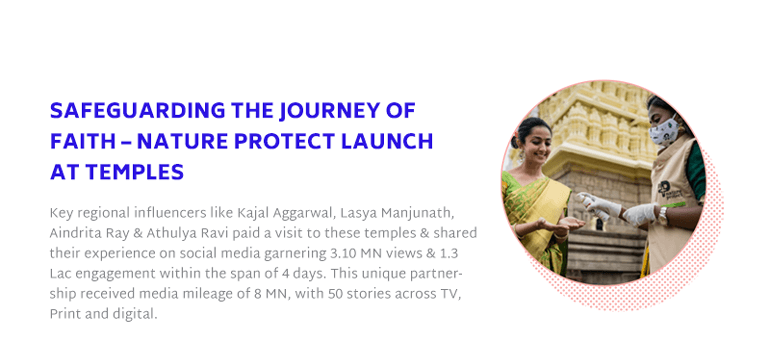 SAFEGUARDING THE JOURNEY OF
FAITH – NATURE PROTECT LAUNCH
AT TEMPLES
Key regional influencers like Kajal Aggarwal, Lasya Manjunath,
Aindrita Ray & Athulya Ravi paid a visit to these temples & shared
their experience on social media garnering 3.10 MN views & 1.3
Lac engagement within the span of 4 days. This unique partner-
ship received media mileage of 8 MN, with 50 stories across TV,
Print and digital.